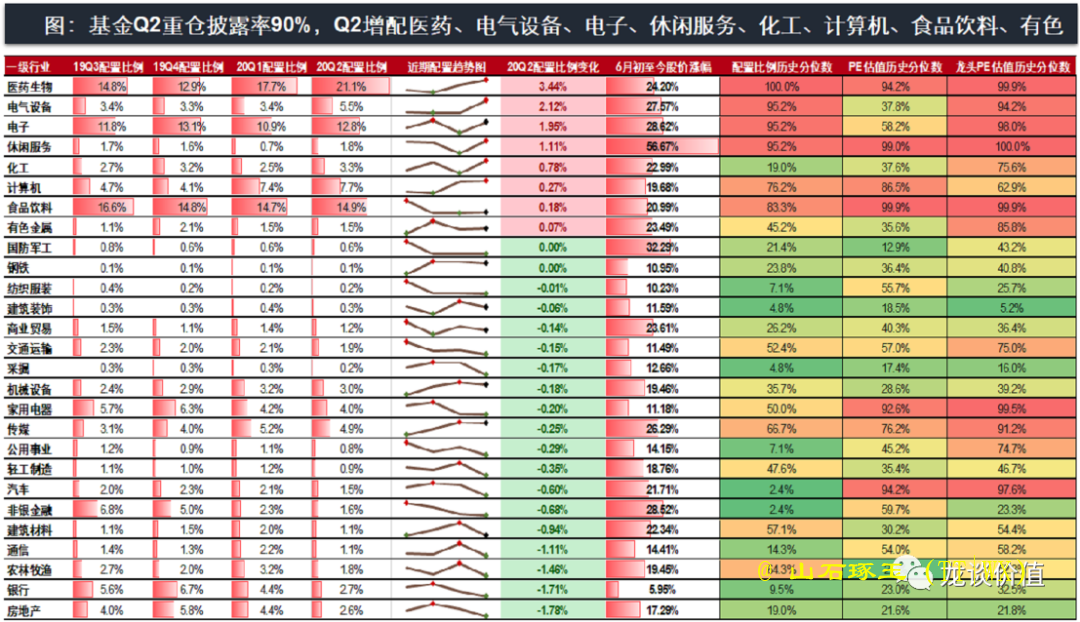 图：基金Q2重仓披露率90%，Q2增配医药、电气设备、电子、休闲服务、化工、计算机、食品饮料、有色
一级行业 19Q3配置比例 19Q4配置比例 20Q1配置比例 20Q2配置比例 近期配置趋势图 20Q2配置比例变化 6月初至今股价涨幅 配置比例历史分位数 PE估值历史分位数 龙头PE估值历史分位数
医药生物 14.8% 12.9% 17.7% 21.1% 3.44% 24.20% 100.0% 94.2% 99.9%
电气设备 3.4% 3.3% 3.4% 5.5% 2.12% 27.57% 95.2% 37.8% 94.2%
电子 11.8% 13.1% 10.9% 12.8% 1.95% 28.62% 95.2% 58.2% 98.0%
休闲服务 1.7% 1.6% 0.7% 1.8% 1.11% 56.67% 95.2% 99.0% 100.0%
化工 2.7% 3.2% 2.5% 3.3% 0.78% 22.99% 19.0% 37.6% 75.6%
计算机 4.7% 4.1% 7.4% 7.7% 0.27% 19.68% 76.2% 86.5% 62.9%
食品饮料 16.6% 14.8% 14.7% 14.9% 0.18% 20.99% 83.3% 99.9% 99.9%
有色金属 1.1% 2.1% 1.5% 1.5% 0.07% 23.49% 45.2% 35.6% 85.8%
国防军工 0.8% 0.6% 0.6% 0.6% 0.00% 32.29% 21.4% 12.9% 43.2%
钢铁 0.1% 0.1% 0.1% 0.1% 0.00% 10.95% 23.8% 36.4% 40.8%
纺织服装 0.4% 0.2% 0.2% 0.2% -0.01% 10.23% 7.1% 55.7% 25.7%
建筑装饰 0.3% 0.3% 0.4% 0.3% -0.06% 11.59% 4.8% 18.5% 5.2%
商业贸易 1.5% 1.1% 1.4% 1.2% -0.14% 23.61% 26.2% 40.3% 36.4%
交通运输 2.3% 2.0% 2.1% 1.9% -0.15% 11.49% 52.4% 57.0% 75.0%
采掘 0.3% 0.3% 0.3% 0.2% -0.17% 12.66% 4.8% 17.4% 16.0%
机械设备 2.4% 2.9% 3.2% 3.0% -0.18% 19.46% 35.7% 28.6% 39.2%
家用电器 5.7% 6.3% 4.2% 4.0% -0.20% 11.18% 50.0% 92.6% 99.5%
传媒 3.1% 4.0% 5.2% 4.9% -0.25% 26.29% 66.7% 76.2% 91.2%
公用事业 1.2% 0.9% 1.1% 0.8% -0.29% 14.15% 7.1% 45.2% 74.7%
轻工制造 1.1% 1.0% 1.2% 0.9% -0.35% 18.76% 47.6% 35.4% 46.7%
汽车 2.0% 2.3% 2.1% 1.5% -0.60% 21.71% 2.4% 94.2% 97.6%
非银金融 6.8% 5.0% 2.3% 1.6% -0.68% 28.52% 2.4% 59.7% 23.3%
建筑材料 1.1% 1.5% 2.0% 1.1% -0.94% 22.34% 57.1% 30.2% 54.4%
通信 1.4% 1.3% 2.2% 1.1% -1.11% 14.41% 14.3% 54.0% 58.2%
农林牧渔 2.7% 2.0% 3.2% 1.8% -1.46% 19.45% 64.3%
@山石琢玉
龙谈价值
银行 5.6% 6.7% 4.4% 2.7% -1.71% 5.95% 9.5% 23.0% 32.5%
房地产 4.0% 5.8% 4.4% 2.6% -1.78% 17.29% 19.0% 21.6% 21.8%